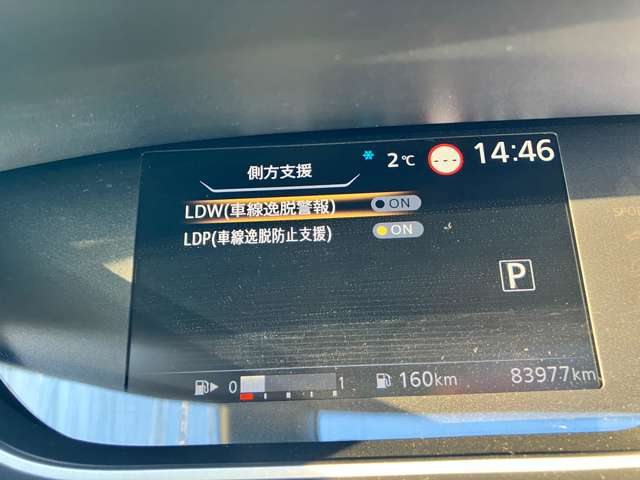 側方支援
2℃
---
14:46
LDW(車線逸脱警報) ON
LDP(車線逸脱防止支援) ON
P
0 1 160km 83977km